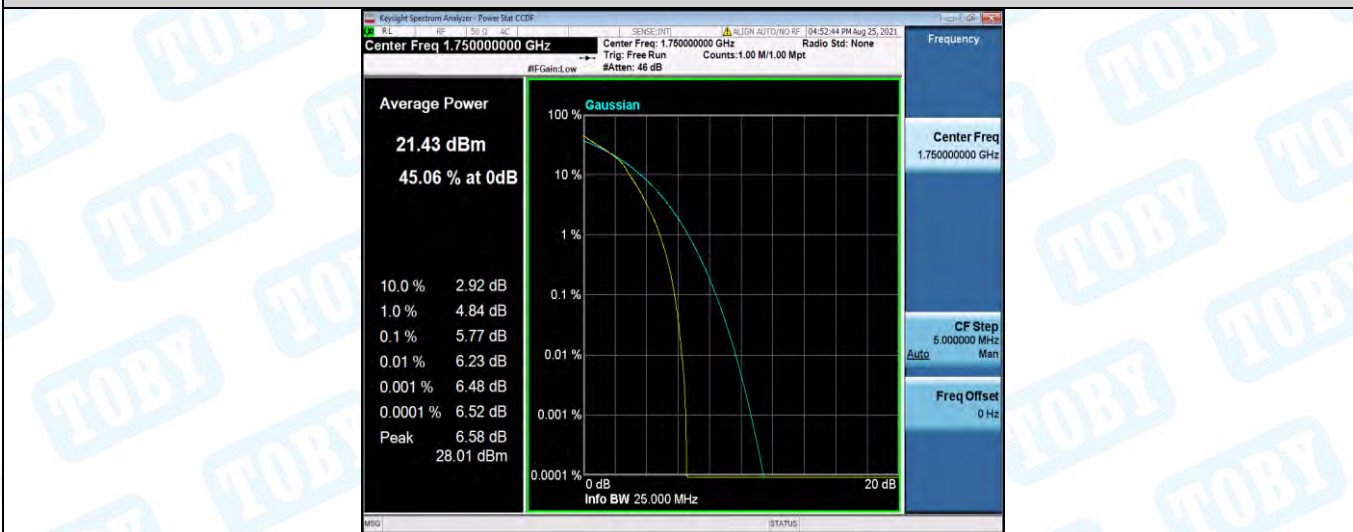 Keysight Spectrum Analyzer - Power Stat CCDF
RL RF 50 Ω AC SENSE:INT ALIGN AUTO/NO RF 04:52:44 PM Aug 25, 2021
Center Freq 1.750000000 GHz
Center Freq: 1.750000000 GHz Radio Std: None
Trig: Free Run Counts:1.00 M/1.00 Mpt
#IFGain:Low #Atten: 46 dB
Frequency
Average Power
21.43 dBm
45.06 % at 0dB
10.0 % 2.92 dB
1.0 % 4.84 dB
0.1 % 5.77 dB
0.01 % 6.23 dB
0.001 % 6.48 dB
0.0001 % 6.52 dB
Peak 6.58 dB
28.01 dBm
Gaussian
100 %
10 %
1 %
0.1 %
0.01 %
0.001 %
0.0001 %
0 dB 20 dB
Info BW 25.000 MHz
Center Freq
1.750000000 GHz
CF Step
5.000000 MHz
Auto Man
Freq Offset
0 Hz
MSG STATUS
TOBY
TOBY
TOBY
TOBY
TOBY
TOBY
TOBY